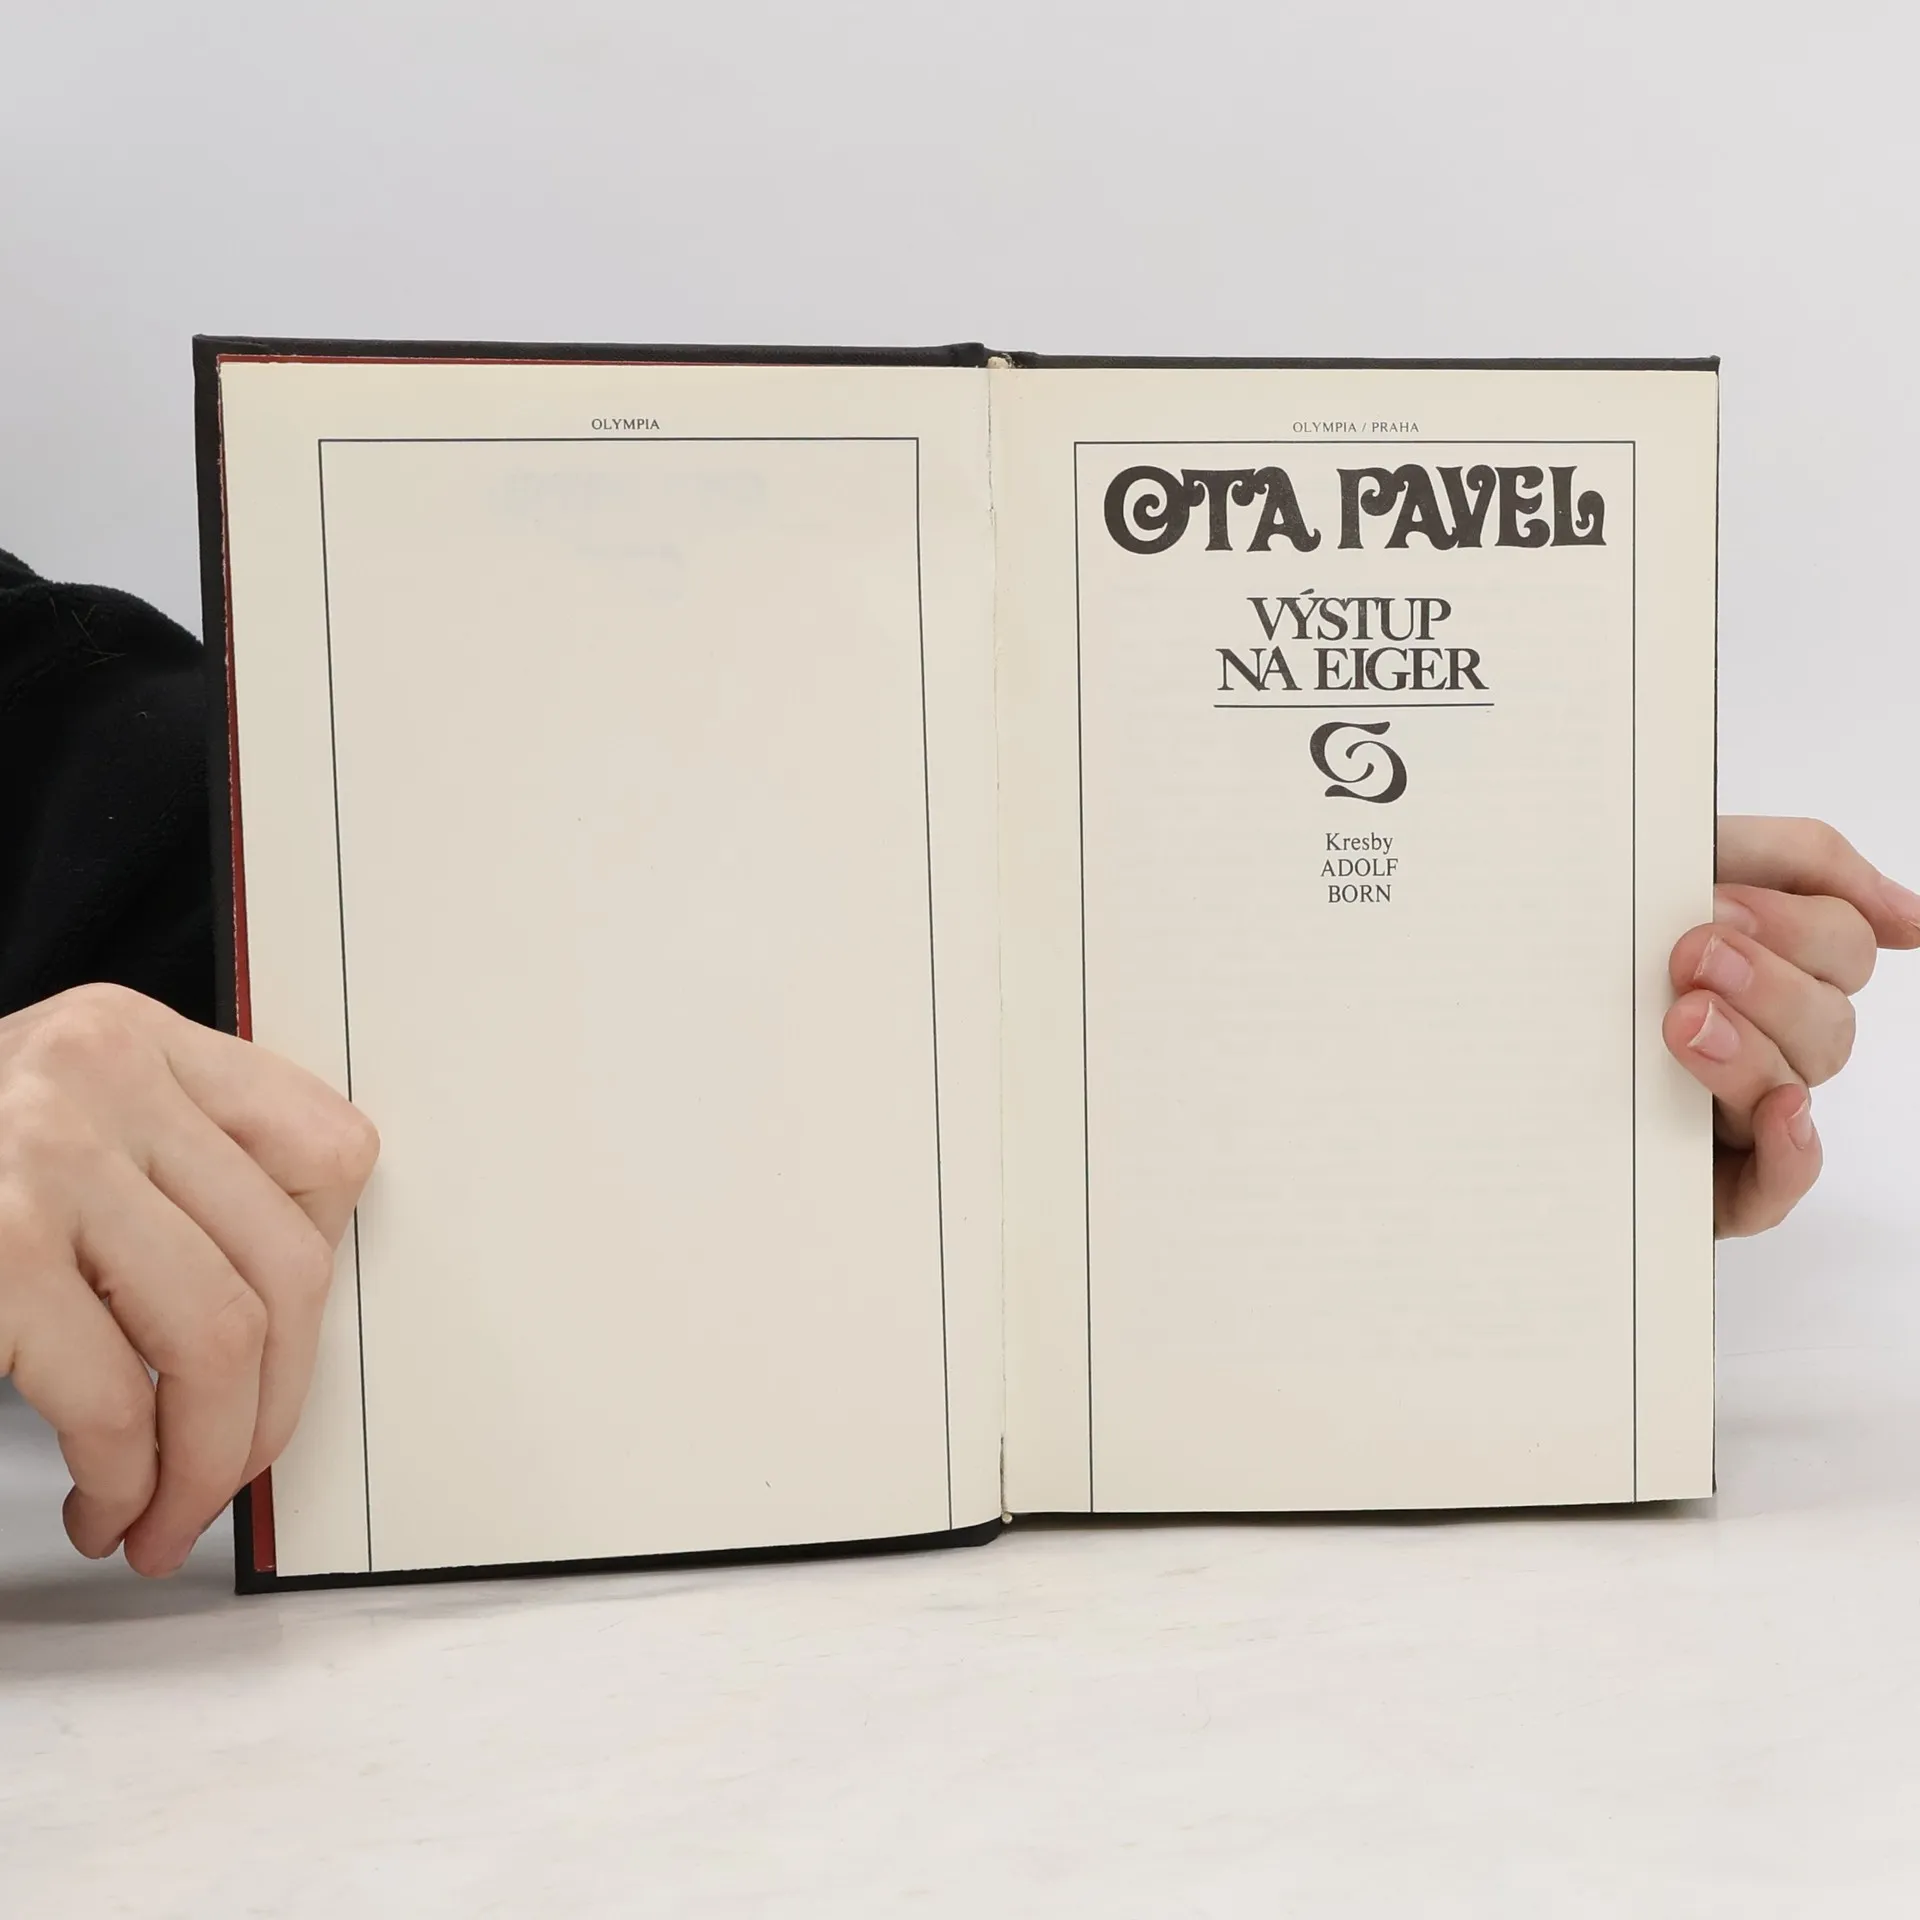 OLYMPIA
OLYMPIA / PRAHA
OTA PAVEL
VÝSTUP
NA EIGER
Kresby
ADOLF
BORN